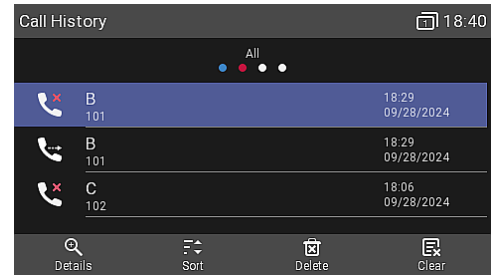 Call History 1 18:40
All
B 18:29
101 09/28/2024
B 18:29
101 09/28/2024
C 18:06
102 09/28/2024
Details Sort Delete Clear